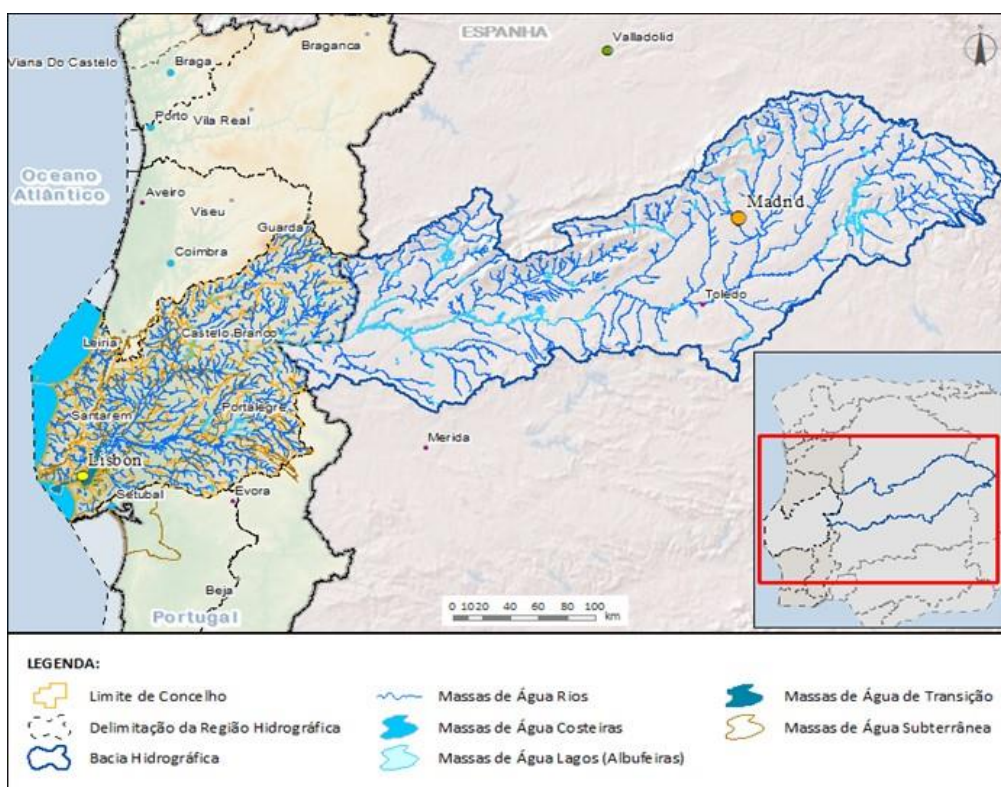 ESPANHA
Valladolid
Braganca
Viana Do Castelo
Braga
Porto
Vila Real
Oceano
Atlântico
Aveiro
Viseu
Guarda
Madrid
Coimbra
Toledo
Castelo Branco
Leiria
Santarem
Portalegre
Merida
Lisbon
Setubal
Evora
Beja
Portugal
0 10 20 40 60 80 100
km
LEGENDA:
Limite de Concelho
Delimitação da Região Hidrográfica
Bacia Hidrográfica
Massas de Água Rios
Massas de Água Costeiras
Massas de Água Lagos (Albufeiras)
Massas de Água de Transição
Massas de Água Subterrânea